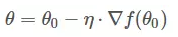 θ = θ₀ − η · ∇f(θ₀)